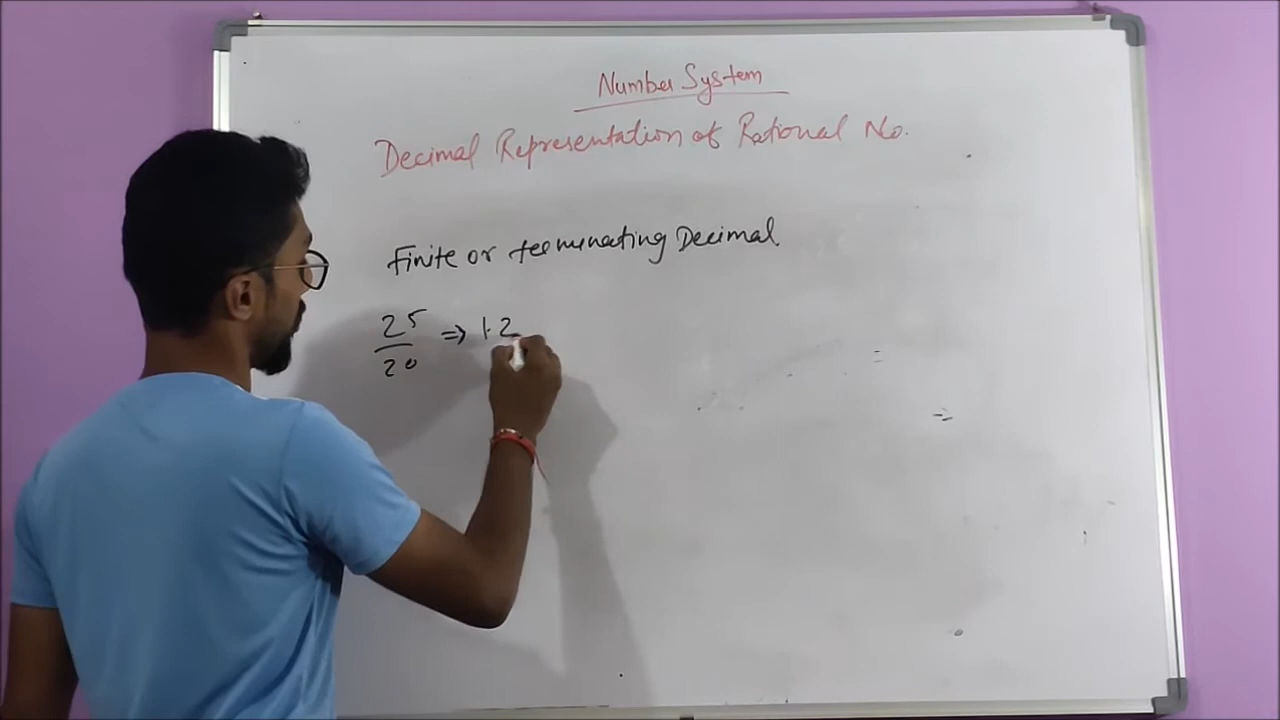 Number System
Decimal Representation of Rational No.
Finite or terminating Decimal
25
20
⇒ 1.2